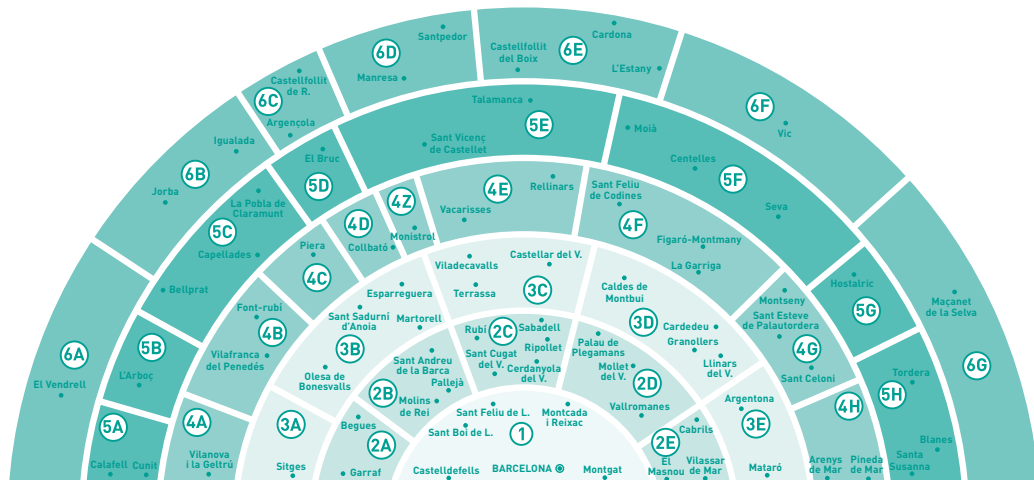 Santpedor
6D
Manresa
Castellfollit
del Boix
6E
Cardona
L'Estany
6C
Castellfollit
de R.
Argençola
6F
Vic
Talamanca
5E
Sant Vicenç
de Castellet
Moià
Centelles
5F
Seva
Igualada
6B
Jorba
El Bruc
5D
La Pobla de
Claramunt
5C
Capellades
Bellprat
4Z
Monistrol
4D
Collbató
4E
Rellinars
Vacarisses
Sant Feliu
de Codines
4F
Figaró-Montmany
La Garriga
Piera
4C
Viladecavalls
Castellar del V.
Terrassa
3C
Caldes de
Montbui
3D
Cardedeu
Granollers
Llinars
del V.
Esparreguera
Sant Sadurní
d'Anoia
Martorell
3B
Olesa de
Bonesvalls
Font-rubí
4B
Vilafranca
del Penedés
Montseny
Sant Esteve
de Palautordera
4G
Sant Celoni
Hostalric
5G
Maçanet
de la Selva
6G
6A
El Vendrell
5B
L'Arboç
Rubí
2C
Sabadell
Ripollet
Sant Cugat
del V.
Cerdanyola
del V.
Palau de
Plegamans
Mollet
del V.
2D
Vallromanes
Sant Andreu
de la Barca
Pallejà
2B
Molins
de Rei
Tordera
5H
Blanes
Santa
Susanna
5A
Calafell
Cunit
4A
Vilanova
i la Geltrú
3A
Sitges
Begues
2A
Garraf
Sant Feliu de L.
Sant Boi de L.
1
Montcada
i Reixac
Castelldefells
BARCELONA
Montgat
2E
Cabrils
El
Masnou
Vilassar
de Mar
Argentona
3E
Mataró
4H
Arenys
de Mar
Pineda
de Mar